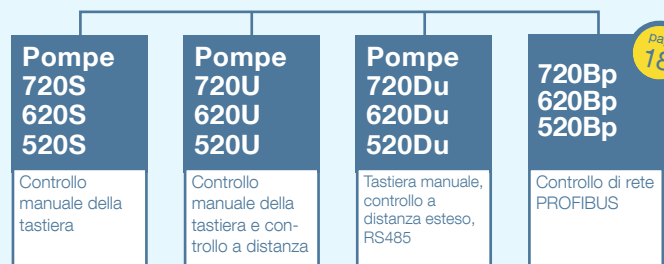 Pompe
720S
620S
520S
Controllo
manuale della
tastiera
Pompe
720U
620U
520U
Controllo
manuale della
tastiera e con-
trollo a distanza
Pompe
720Du
620Du
520Du
Tastiera manuale,
controllo a
distanza esteso,
RS485
720Bp
620Bp
520Bp
Controllo di rete
PROFIBUS